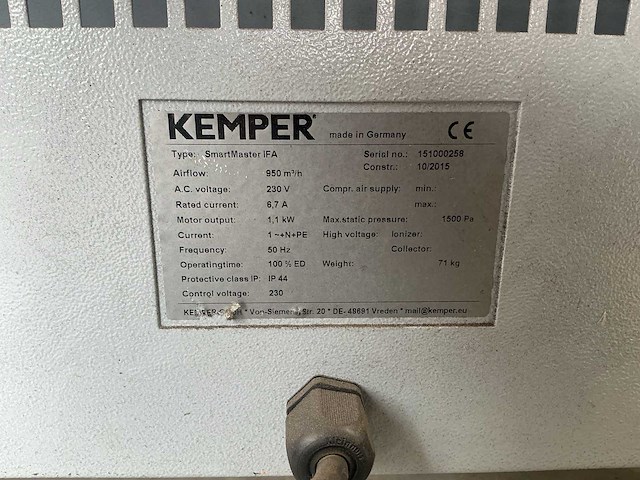 KEMPER® made in Germany CE
Type: SmartMaster IFA Serial no.: 151000258
Airflow: 950 m³/h Constr.: 10/2015
A.C. voltage: 230 V Compr. air supply: min.:
Rated current: 6,7 A max.:
Motor output: 1,1 kW Max.static pressure: 1500 Pa
Current: 1~+N+PE High voltage: Ionizer:
Frequency: 50 Hz Collector:
Operatingtime: 100 % ED Weight: 71 kg
Protective class IP: IP 44
Control voltage: 230
Von-Siemens-Str. 20 * DE- 48691 Vreden * mail@kemper.eu